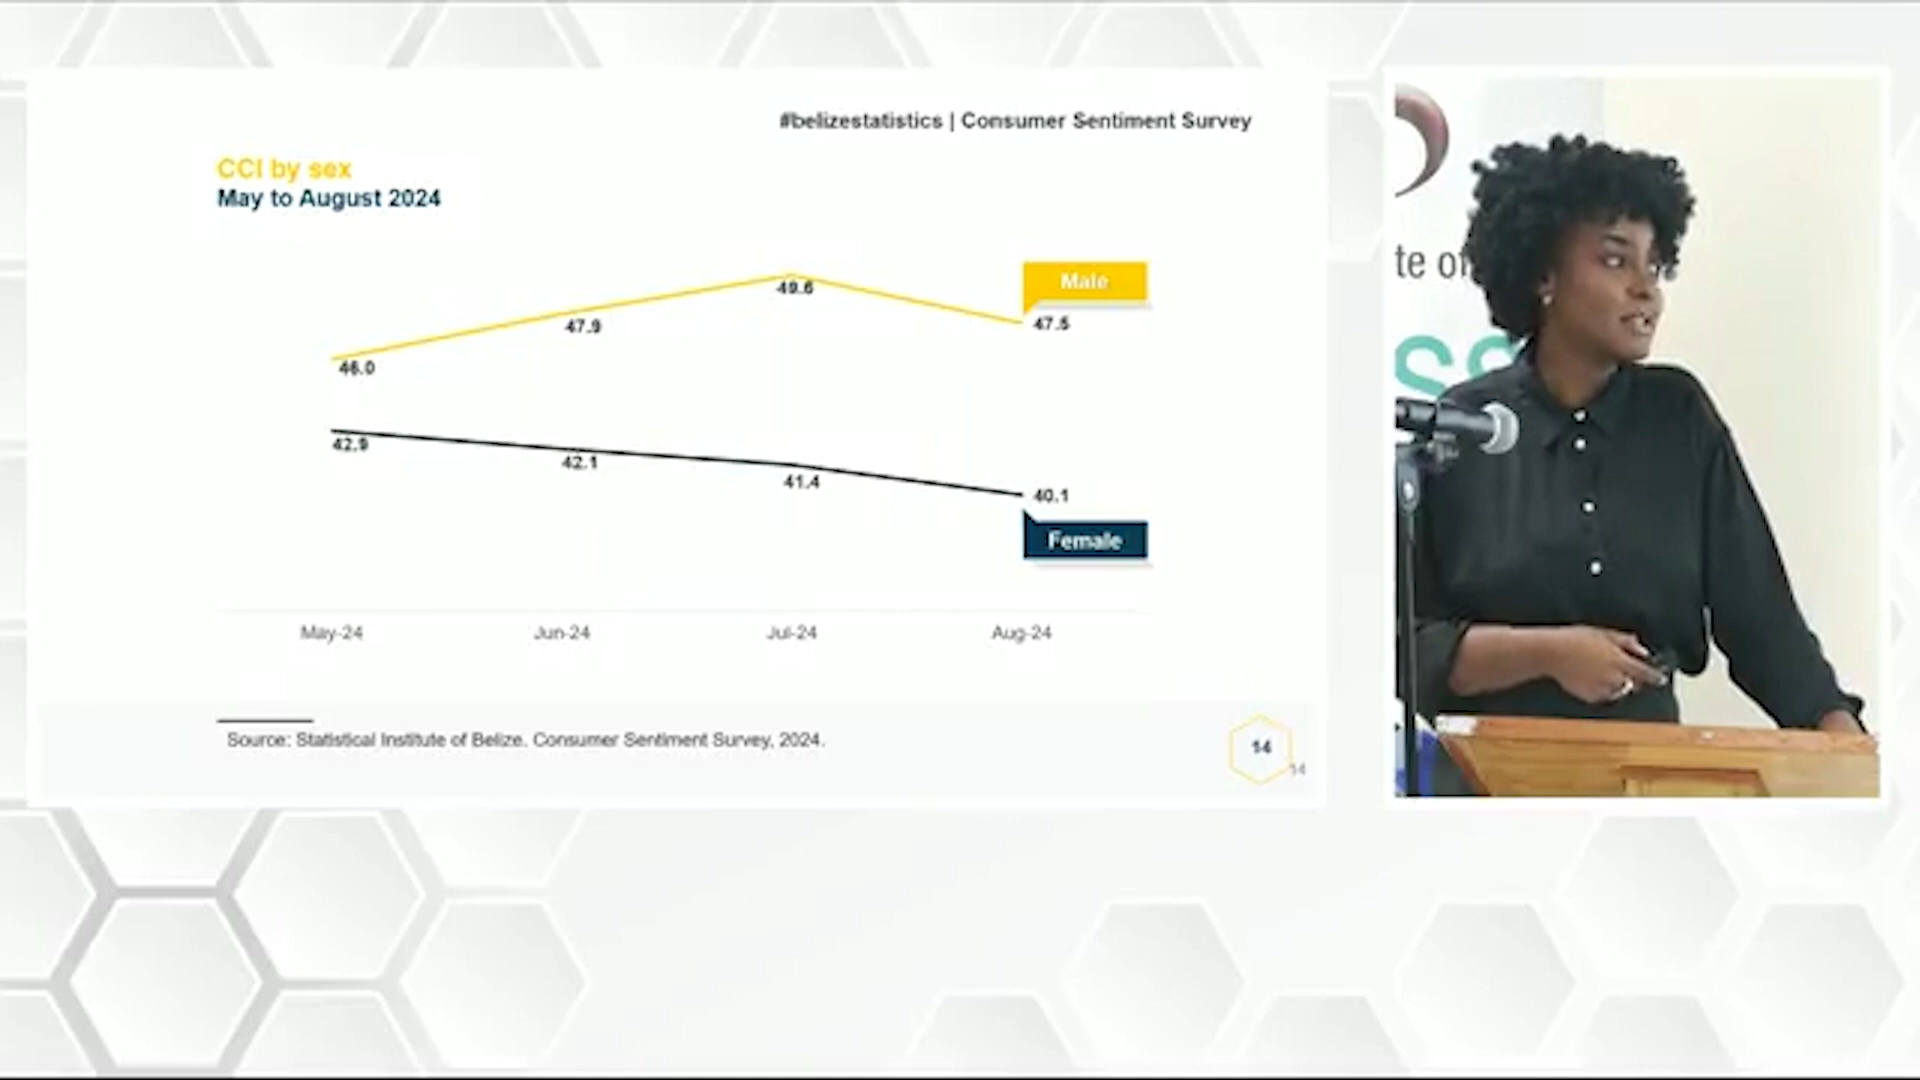 #belizestatistics | Consumer Sentiment Survey
CCI by sex
May to August 2024
Male
49.6
47.9
47.5
46.0
42.9
42.1
41.4
40.1
Female
May-24
Jun-24
Jul-24
Aug-24
Source: Statistical Institute of Belize. Consumer Sentiment Survey, 2024.
14
14
te of
ss